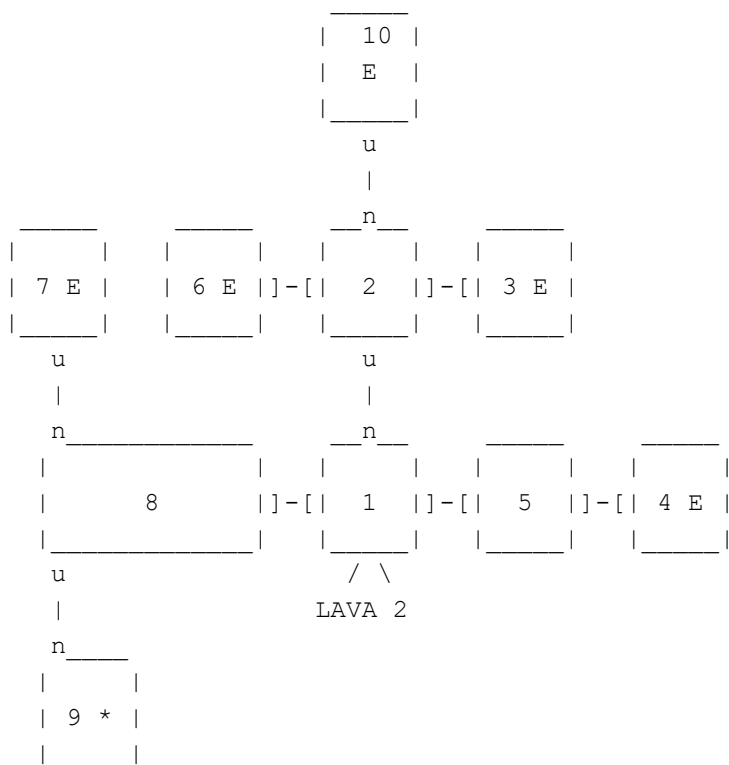 10
E
u
|
n
7 E 6 E ]-[ 2 ]-[ 3 E
u u
| |
n n
8 ]-[ 1 ]-[ 5 ]-[ 4 E
u / \
| LAVA 2
n
9 *